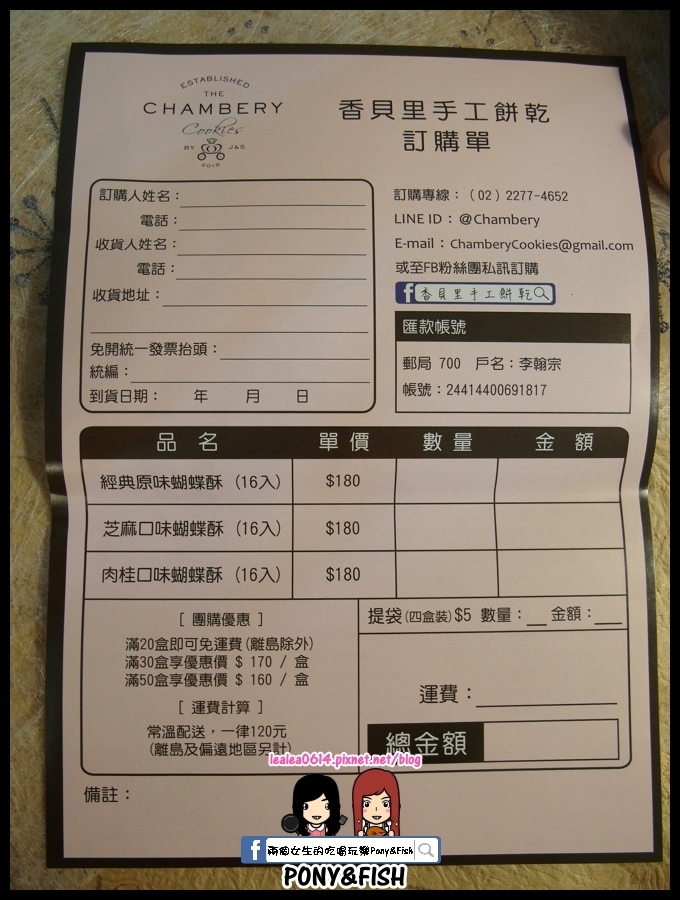 ESTABLISHED
THE
CHAMBERY
Cookies
BY J&S
2015
香貝里手工餅乾
訂購單
訂購人姓名：
電話：
收貨人姓名：
電話：
收貨地址：
免開統一發票抬頭：
統編：
到貨日期： 年 月 日
訂購專線：（02）2277-4652
LINE ID：@Chambery
E-mail：ChamberyCookies@gmail.com
或至FB粉絲團私訊訂購
f 香貝里手工餅乾
匯款帳號
郵局 700 戶名：李翰宗
帳號：24414400691817
品名 單價 數量 金額
經典原味蝴蝶酥 (16入) $180
芝麻口味蝴蝶酥 (16入) $180
肉桂口味蝴蝶酥 (16入) $180
[ 團購優惠 ]
滿20盒即可免運費(離島除外)
滿30盒享優惠價 $ 170 / 盒
滿50盒享優惠價 $ 160 / 盒
[ 運費計算 ]
常溫配送，一律120元
(離島及偏遠地區另計)
提袋(四盒裝)$5 數量：__ 金額：__
運費：
總金額
備註：
lealea0614.pixnet.net/blog
f 兩個女生的吃喝玩樂Pony&Fish
PONY&FISH